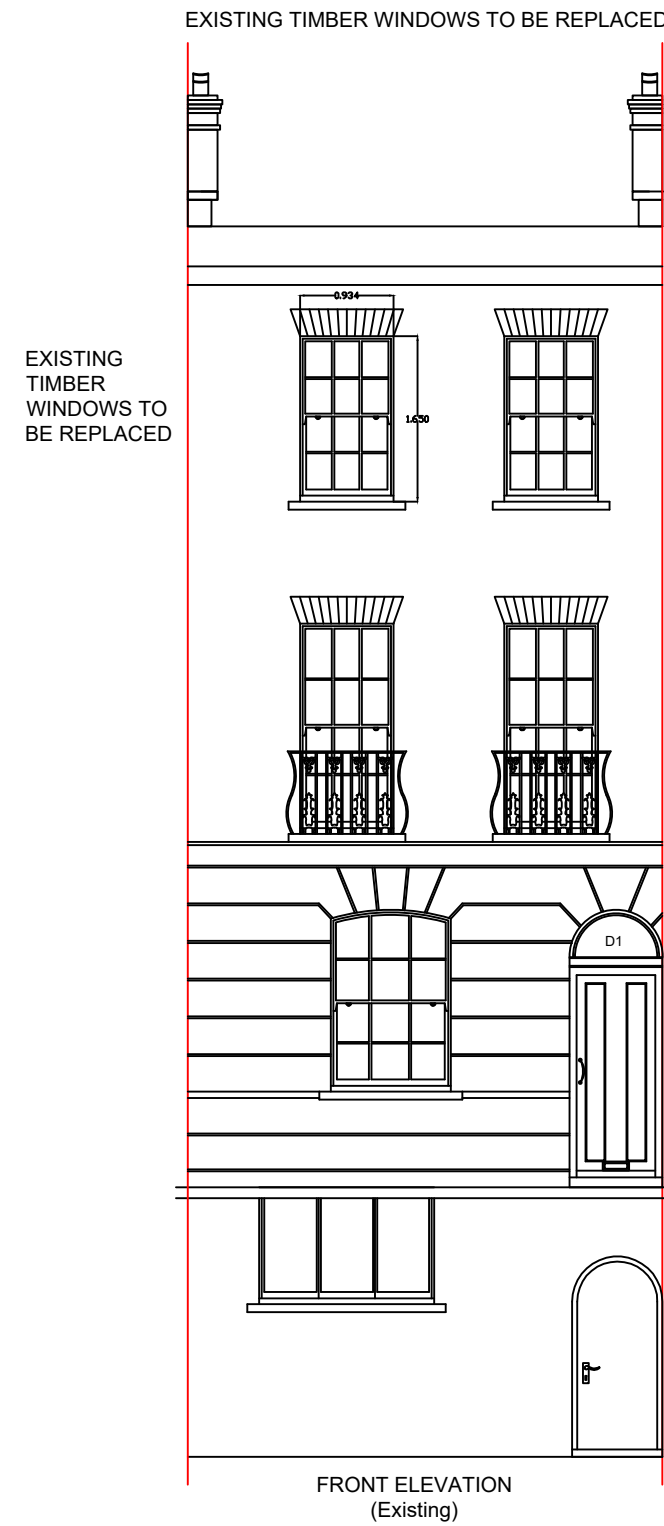 EXISTING TIMBER WINDOWS TO BE REPLACED
0.934
EXISTING
TIMBER
WINDOWS TO
BE REPLACED
1.650
D1
FRONT ELEVATION
(Existing)